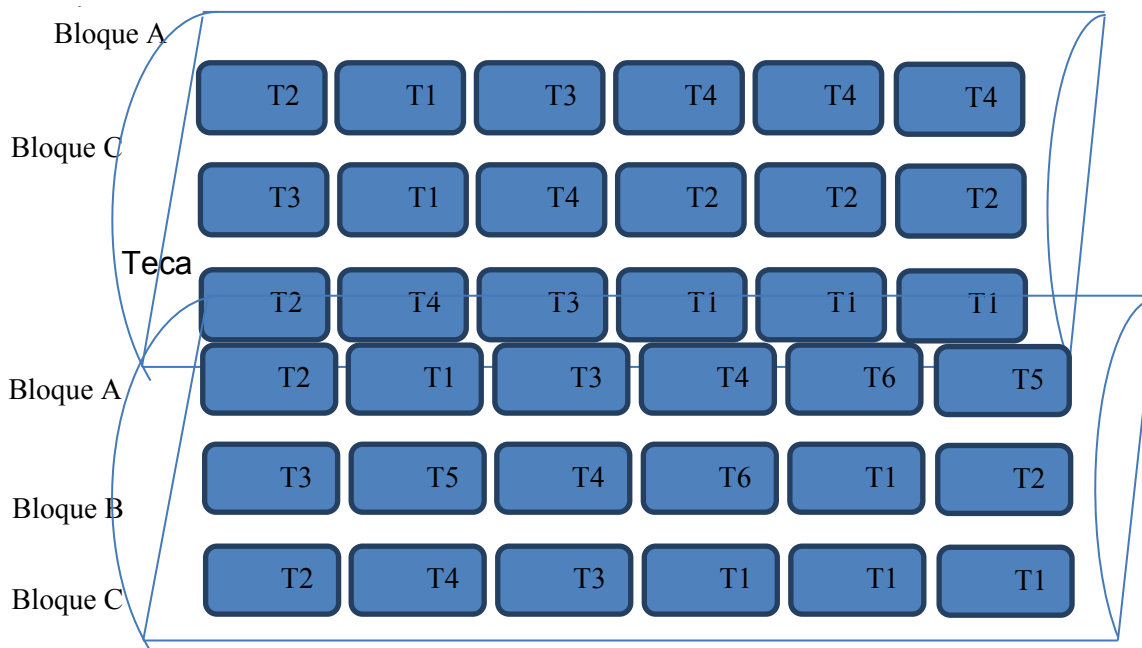 Bloque A
T2 T1 T3 T4 T4 T4
Bloque C
T3 T1 T4 T2 T2 T2
Teca
T2 T4 T3 T1 T1 T1
Bloque A
T2 T1 T3 T4 T6 T5
T3 T5 T4 T6 T1 T2
Bloque B
T2 T4 T3 T1 T1 T1
Bloque C